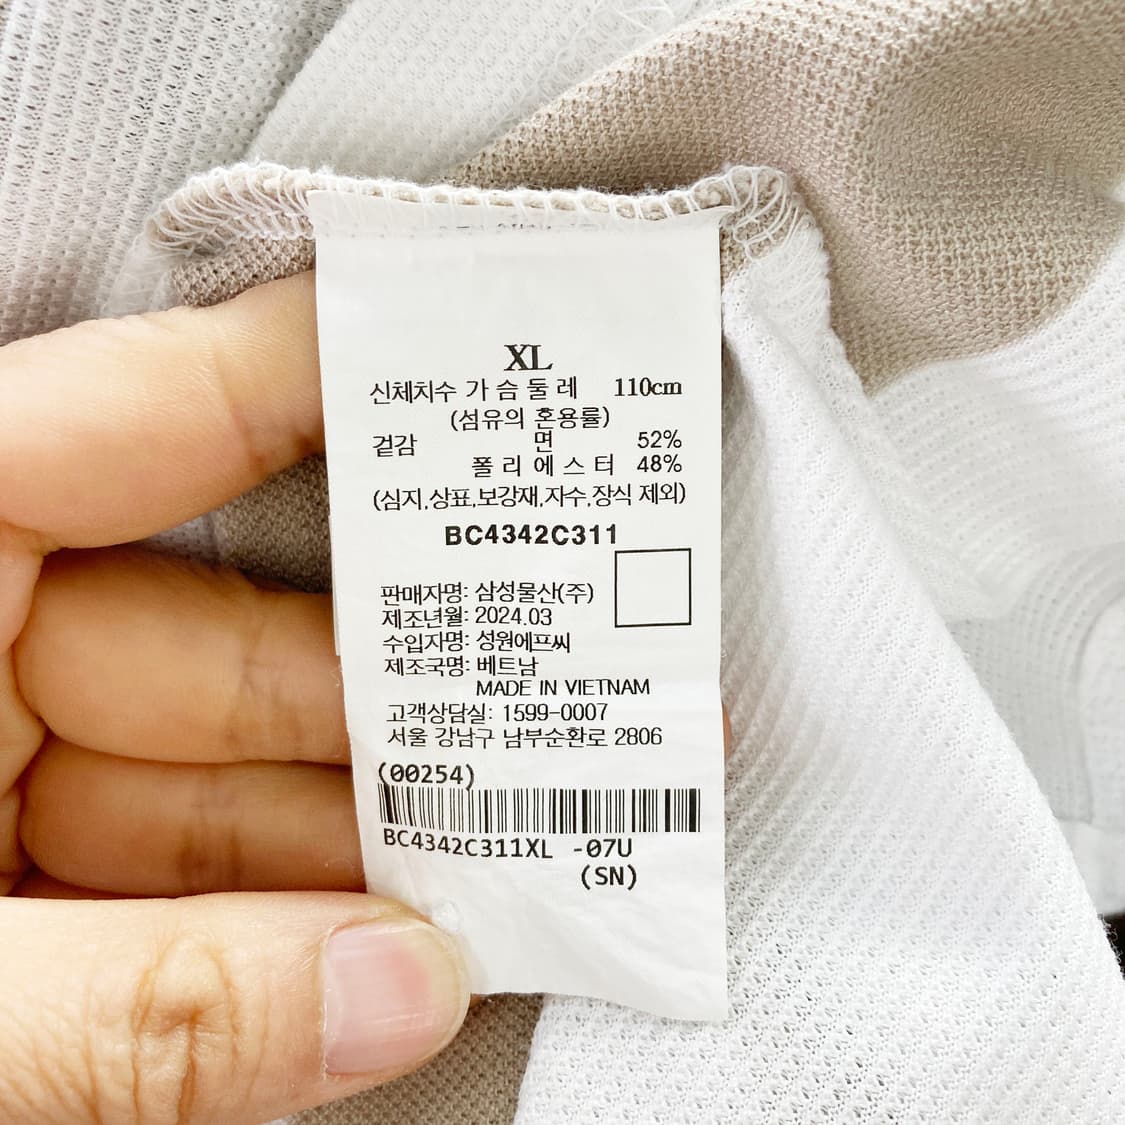 XL
신체치수 가 슴 둘 레 110cm
(섬유의 혼용률)
겉감 면 52%
폴 리 에 스 터 48%
(심지,상표,보강재,자수,장식 제외)
BC4342C311
판매자명: 삼성물산(주)
제조년월: 2024.03
수입자명: 성원에프씨
제조국명: 베트남
MADE IN VIETNAM
고객상담실: 1599-0007
서울 강남구 남부순환로 2806
(00254)
BC4342C311XL -07U
(SN)